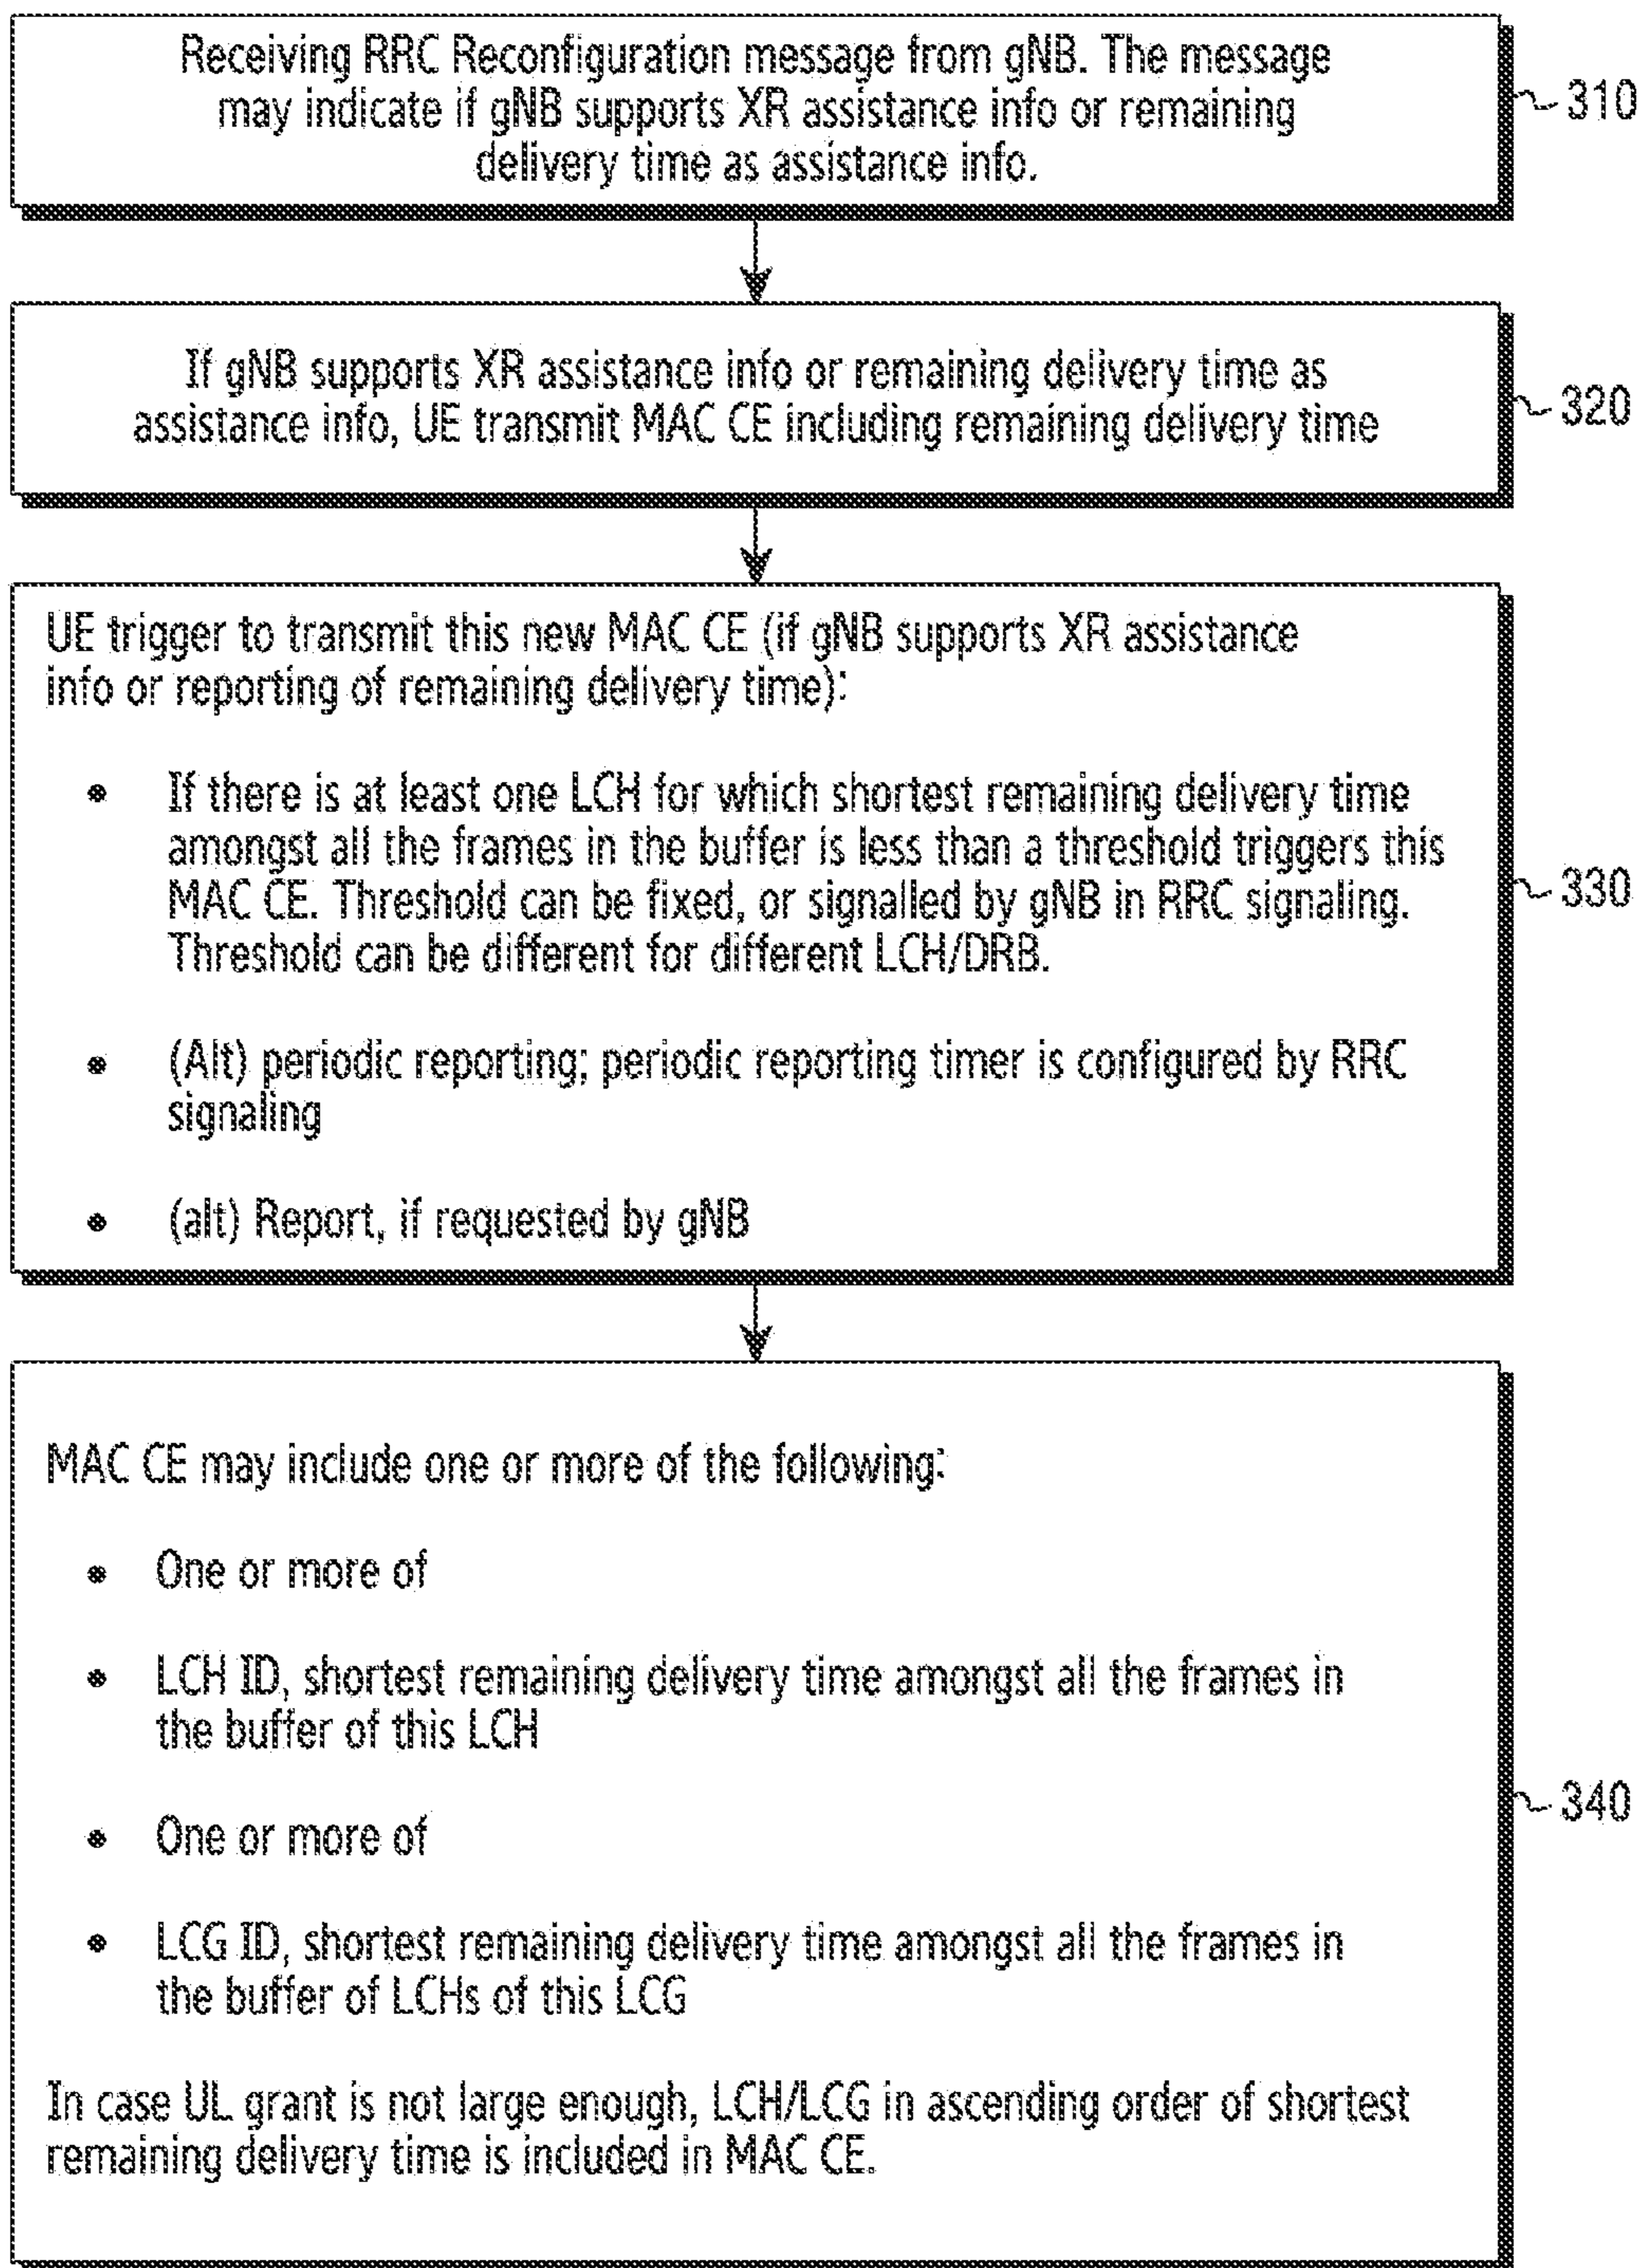 Receiving RRC Reconfiguration message from gNB. The message
may indicate if gNB supports XR assistance info or remaining
delivery time as assistance info.
310
If gNB supports XR assistance info or remaining delivery time as
assistance info, UE transmit MAC CE including remaining delivery time
320
UE trigger to transmit this new MAC CE (if gNB supports XR assistance
info or reporting of remaining delivery time):
• If there is at least one LCH for which shortest remaining delivery time
amongst all the frames in the buffer is less than a threshold triggers this
MAC CE. Threshold can be fixed, or signalled by gNB in RRC signaling.
Threshold can be different for different LCH/DRB.
• (Alt) periodic reporting; periodic reporting timer is configured by RRC
signaling
• (alt) Report, if requested by gNB
330
MAC CE may include one or more of the following:
• One or more of
• LCH ID, shortest remaining delivery time amongst all the frames in
the buffer of this LCH
• One or more of
• LCG ID, shortest remaining delivery time amongst all the frames in
the buffer of LCHs of this LCG
In case UL grant is not large enough, LCH/LCG in ascending order of shortest
remaining delivery time is included in MAC CE.
340